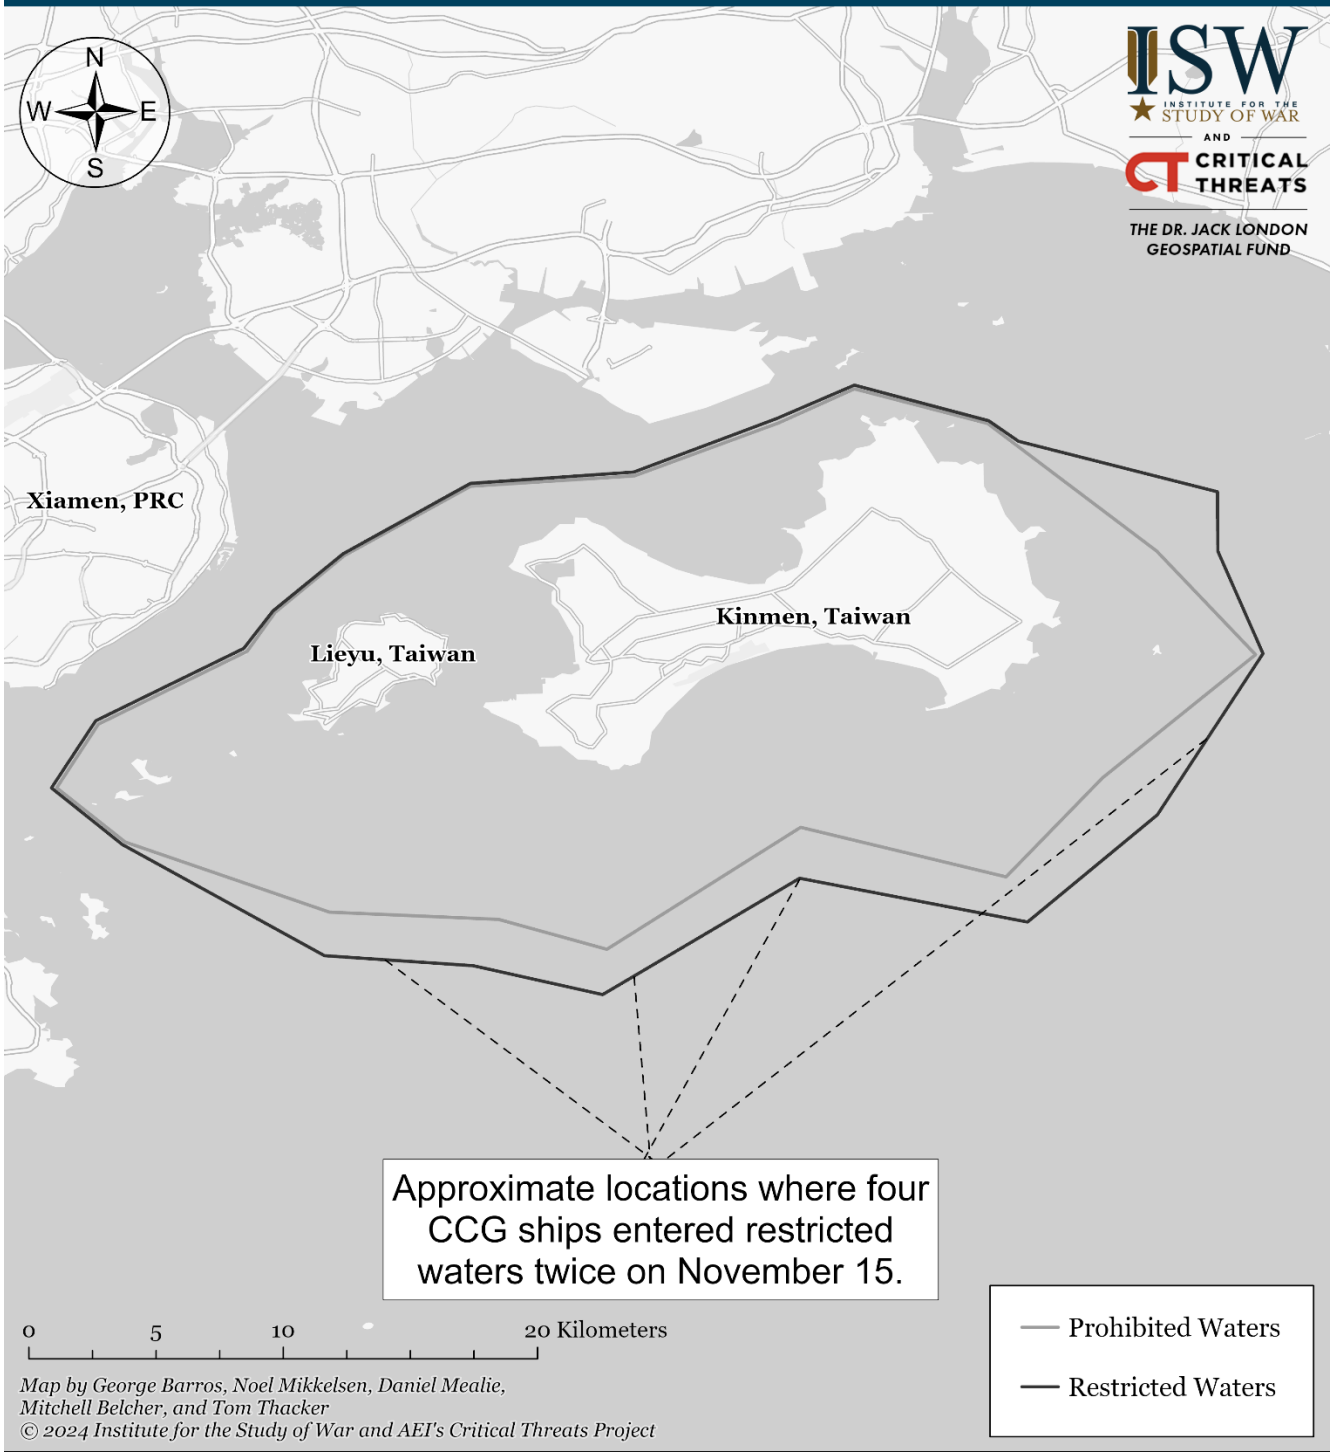 N
W E
S
ISW
INSTITUTE FOR THE
STUDY OF WAR
AND
CT CRITICAL
THREATS
THE DR. JACK LONDON
GEOSPATIAL FUND
Xiamen, PRC
Kinmen, Taiwan
Lieyu, Taiwan
Approximate locations where four
CCG ships entered restricted
waters twice on November 15.
0 5 10 20 Kilometers
Prohibited Waters
Restricted Waters
Map by George Barros, Noel Mikkelsen, Daniel Mealie,
Mitchell Belcher, and Tom Thacker
© 2024 Institute for the Study of War and AEI's Critical Threats Project